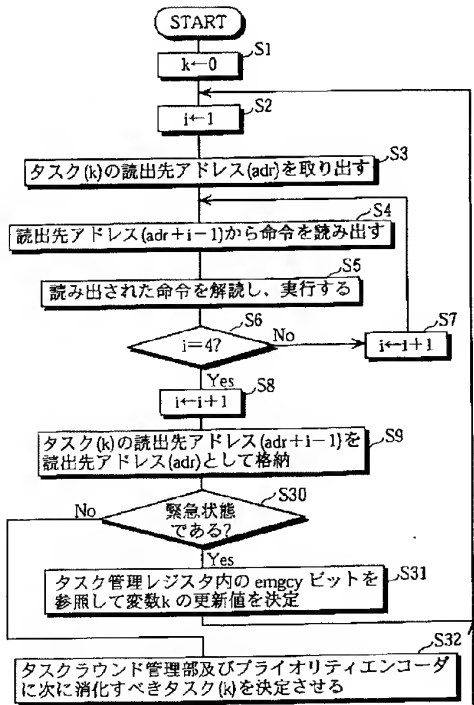 START
S1
k←0
S2
i←1
S3
タスク(k)の読出先アドレス(adr)を取り出す
S4
読出先アドレス(adr+i-1)から命令を読み出す
S5
読み出された命令を解読し、実行する
S6
i=4?
No
S7
i←i+1
Yes
S8
i←i+1
S9
タスク(k)の読出先アドレス(adr+i-1)を
読出先アドレス(adr)として格納
S30
No
緊急状態
である?
Yes
S31
タスク管理レジスタ内の emgcy ビットを
参照して変数k の更新値を決定
S32
タスクラウンド管理部及びプライオリティエンコーダ
に次に消化すべきタスク(k)を決定させる